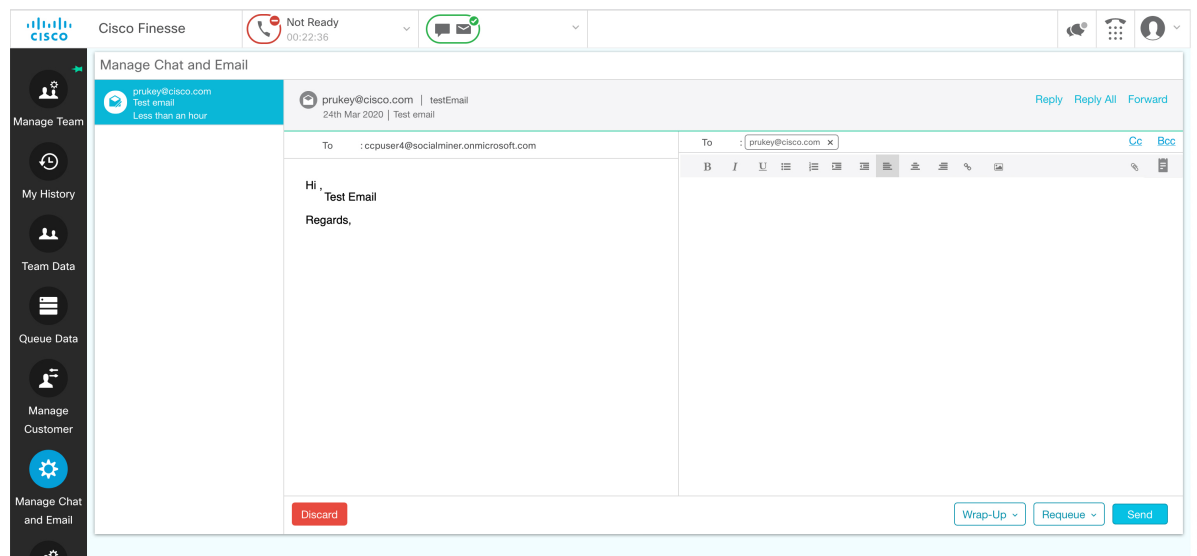 CISCO
Cisco Finesse
Not Ready
00:22:36
Manage Team
My History
Team Data
Queue Data
Manage
Customer
Manage Chat
and Email
Manage Chat and Email
prukey@cisco.com
Test email
Less than an hour
prukey@cisco.com | testEmail
24th Mar 2020 | Test email
Reply Reply All Forward
To : ccpuser4@socialminer.onmicrosoft.com
Hi ,
Test Email
Regards,
To : prukey@cisco.com x
Cc Bcc
B I U
Discard
Wrap-Up
Requeue
Send